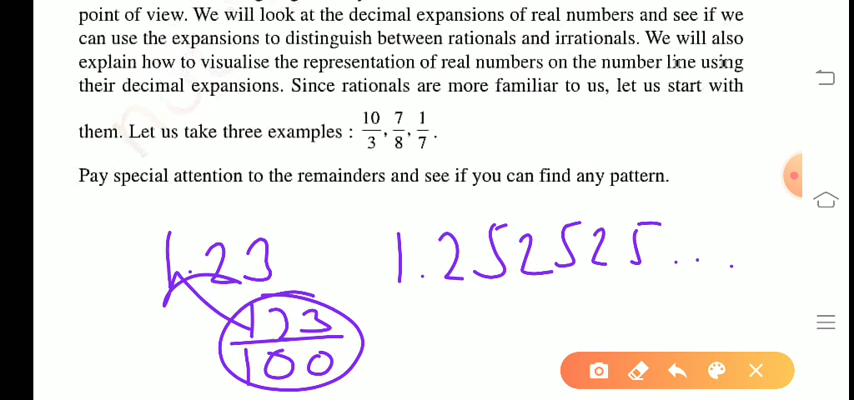 point of view. We will look at the decimal expansions of real numbers and see if we
can use the expansions to distinguish between rationals and irrationals. We will also
explain how to visualise the representation of real numbers on the number line using
their decimal expansions. Since rationals are more familiar to us, let us start with
them. Let us take three examples : 10/3, 7/8, 1/7.
Pay special attention to the remainders and see if you can find any pattern.
1.23 1.252525...
123/100